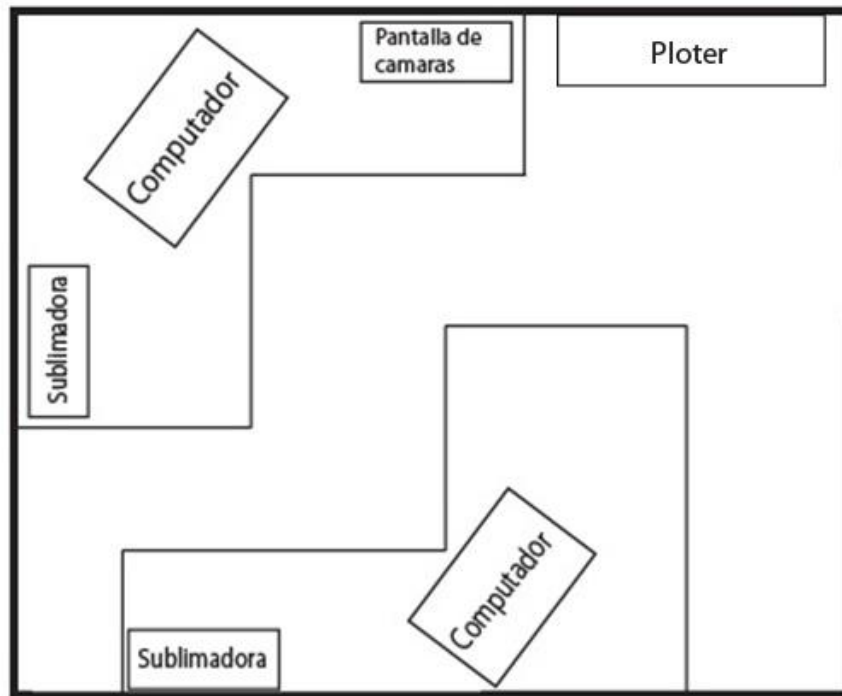 Pantalla de
camaras
Ploter
Computador
Sublimadora
Computador
Sublimadora